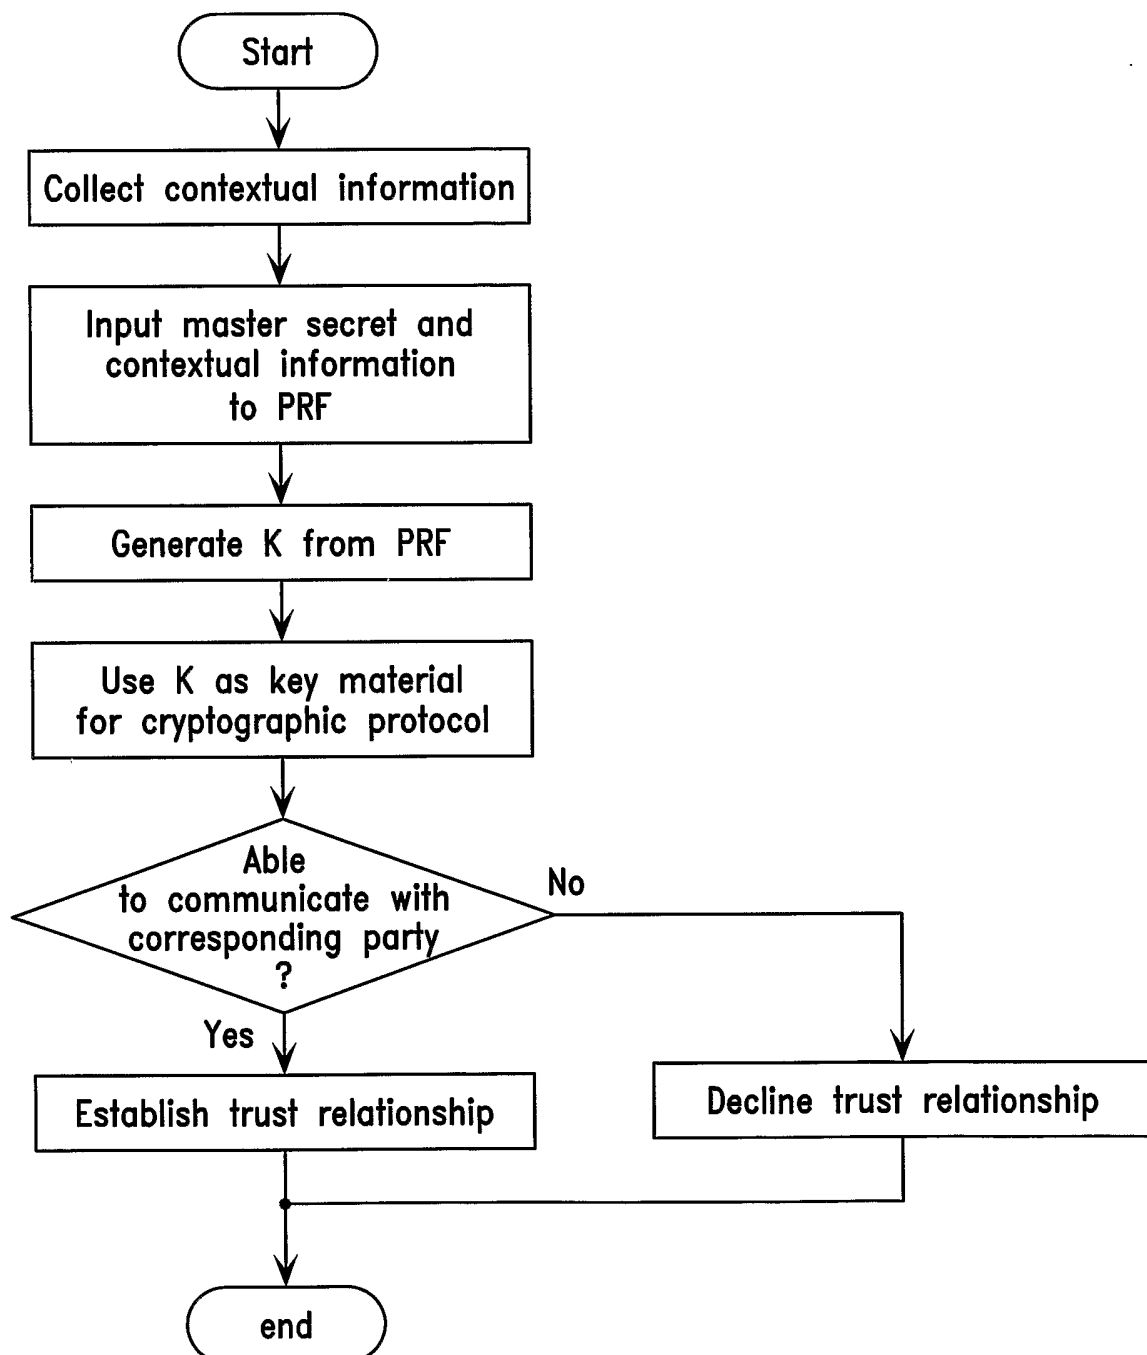 Start
Collect contextual information
Input master secret and
contextual information
to PRF
Generate K from PRF
Use K as key material
for cryptographic protocol
Able
to communicate with
corresponding party
?
No
Yes
Establish trust relationship
Decline trust relationship
end